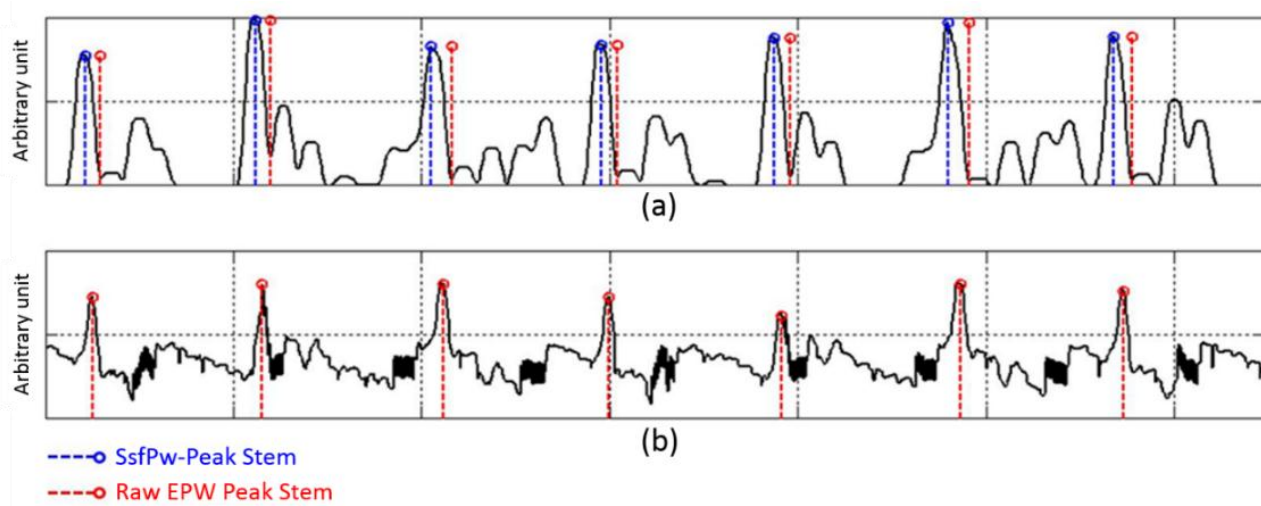 Arbitrary unit
(a)
Arbitrary unit
(b)
SsfPw-Peak Stem
Raw EPW Peak Stem